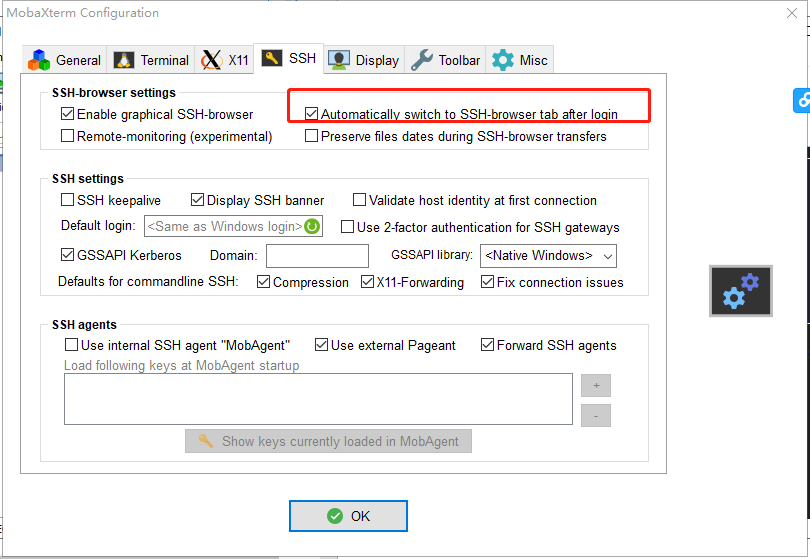 MobaXterm Configuration
General Terminal X11 SSH Display Toolbar Misc
SSH-browser settings
Enable graphical SSH-browser Automatically switch to SSH-browser tab after login
Remote-monitoring (experimental) Preserve files dates during SSH-browser transfers
SSH settings
SSH keepalive Display SSH banner Validate host identity at first connection
Default login: <Same as Windows login> Use 2-factor authentication for SSH gateways
GSSAPI Kerberos Domain: GSSAPI library: <Native Windows>
Defaults for commandline SSH: Compression X11-Forwarding Fix connection issues
SSH agents
Use internal SSH agent "MobAgent" Use external Pageant Forward SSH agents
Load following keys at MobAgent startup
+
-
Show keys currently loaded in MobAgent
OK